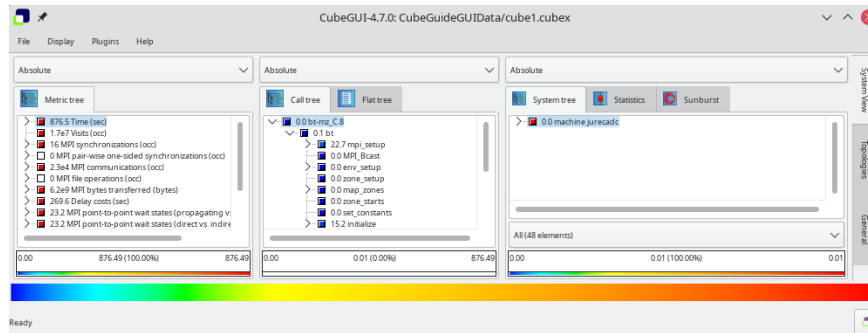 CubeGUI-4.7.0: CubeGuideGUIData/cube1.cubex
File Display Plugins Help
Absolute Absolute Absolute
Metric tree Call tree Flat tree System tree Statistics Sunburst
876.5 Time (sec)
1.7e7 Visits (occ)
16 MPI synchronizations (occ)
0 MPI pair-wise one-sided synchronizations (occ)
2.3e4 MPI communications (occ)
0 MPI file operations (occ)
6.2e9 MPI bytes transferred (bytes)
269.6 Delay costs (sec)
23.2 MPI point-to-point wait states (propagating v
23.2 MPI point-to-point wait states (direct vs. indire
0.0 bt-mz_C.8
0.1 bt
22.7 mpi_setup
0.0 MPI_Bcast
0.0 env_setup
0.0 zone_setup
0.0 map_zones
0.0 zone_starts
0.0 set_constants
15.2 initialize
0.0 machine jurecadc
All (48 elements)
0.00 876.49 (100.00%) 876.49
0.00 0.01 (0.00%) 876.49
0.00 0.01 (100.00%) 0.01
System View
Topologies
General
Ready